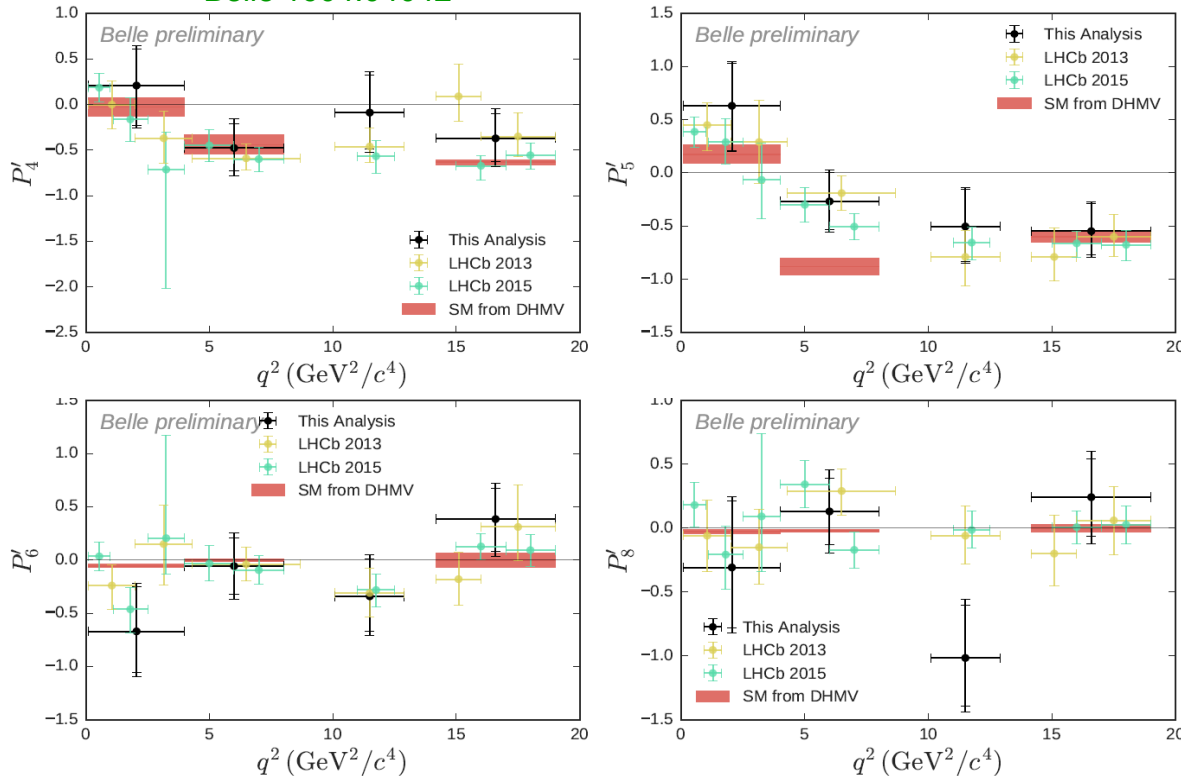 Belle
Belle preliminary
This Analysis
LHCb 2013
LHCb 2015
SM from DHMV
1.0
0.5
0.0
−0.5
−1.0
−1.5
−2.0
−2.5
P′4
0 5 10 15 20
q² (GeV²/c⁴)
Belle preliminary
This Analysis
LHCb 2013
LHCb 2015
SM from DHMV
1.5
1.0
0.5
0.0
−0.5
−1.0
−1.5
P′5
0 5 10 15 20
q² (GeV²/c⁴)
Belle preliminary
This Analysis
LHCb 2013
LHCb 2015
SM from DHMV
1.5
1.0
0.5
0.0
−0.5
−1.0
−1.5
P′6
0 5 10 15 20
q² (GeV²/c⁴)
Belle preliminary
This Analysis
LHCb 2013
LHCb 2015
SM from DHMV
1.0
0.5
0.0
−0.5
−1.0
−1.5
P′8
0 5 10 15 20
q² (GeV²/c⁴)